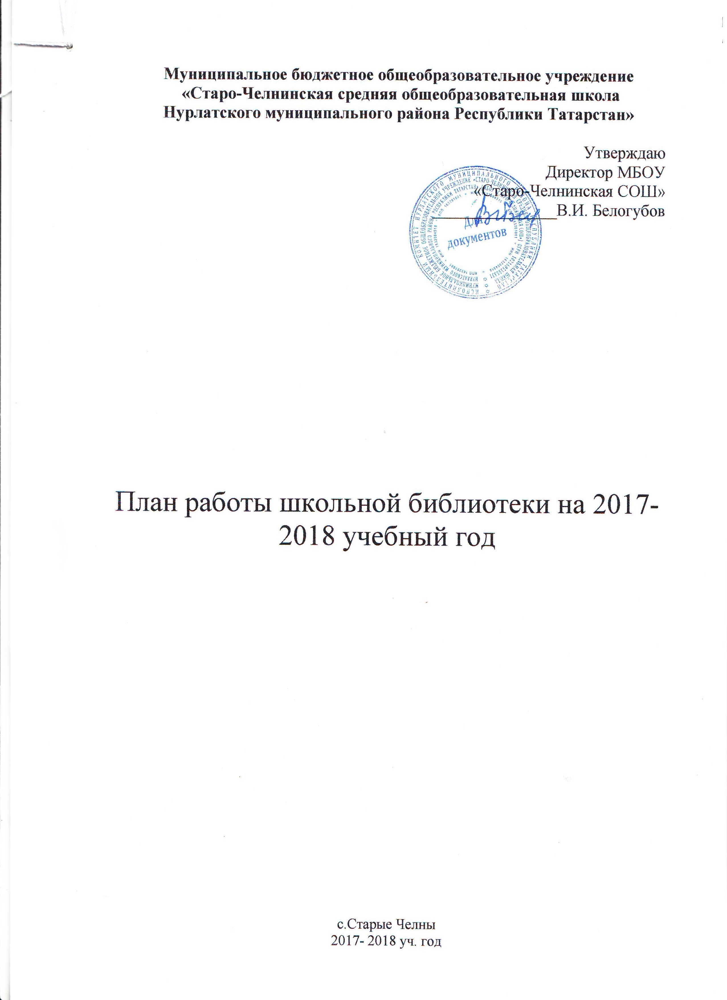 Муниципальное бюджетное общеобразовательное учреждение
«Старо-Челнинская средняя общеобразовательная школа
Нурлатского муниципального района Республики Татарстан»
Утверждаю
Директор МБОУ
«Старо-Челнинская СОШ»
В.И. Белогубов
Для
документов
План работы школьной библиотеки на 2017-
2018 учебный год
с.Старые Челны
2017- 2018 уч. год